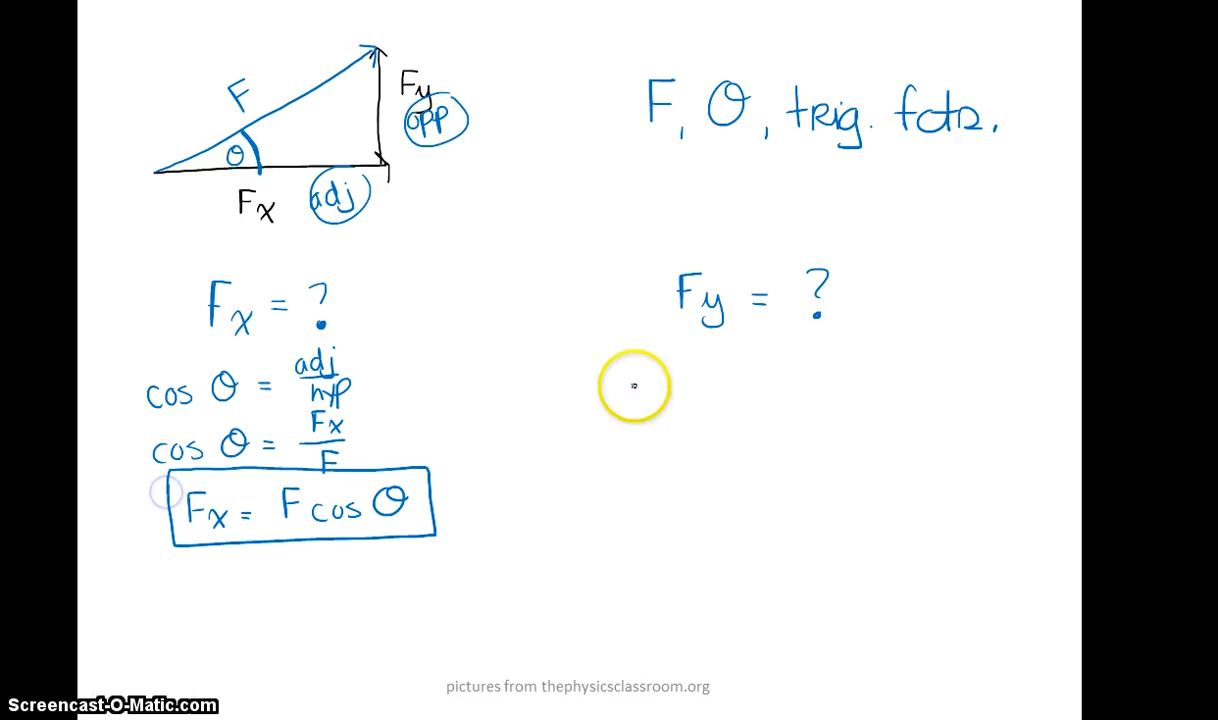 F
Fy
opp
θ
Fx adj
F, θ, trig. fcts.
Fx = ?
cos θ = adj/hyp
cos θ = Fx/F
Fx = F cos θ
Fy = ?
pictures from thephysicsclassroom.org
Screencast-O-Matic.com